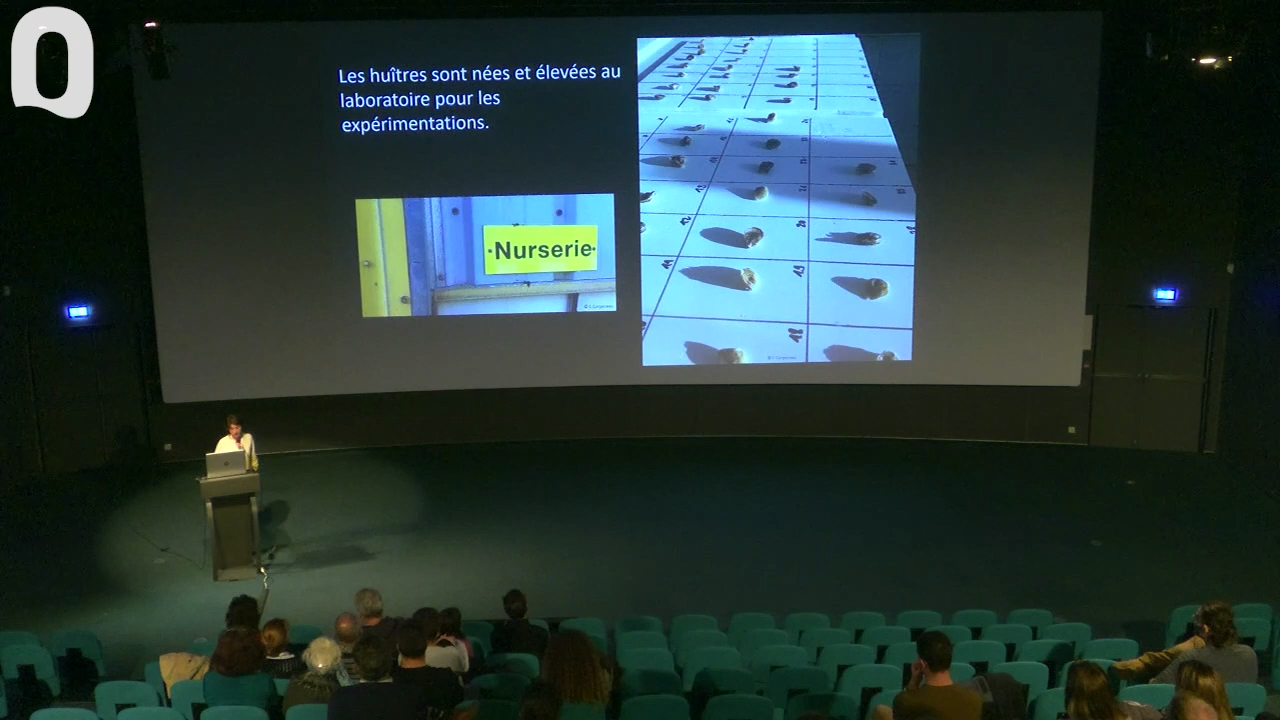 Les huîtres sont nées et élevées au
laboratoire pour les
expérimentations.
·Nurserie·